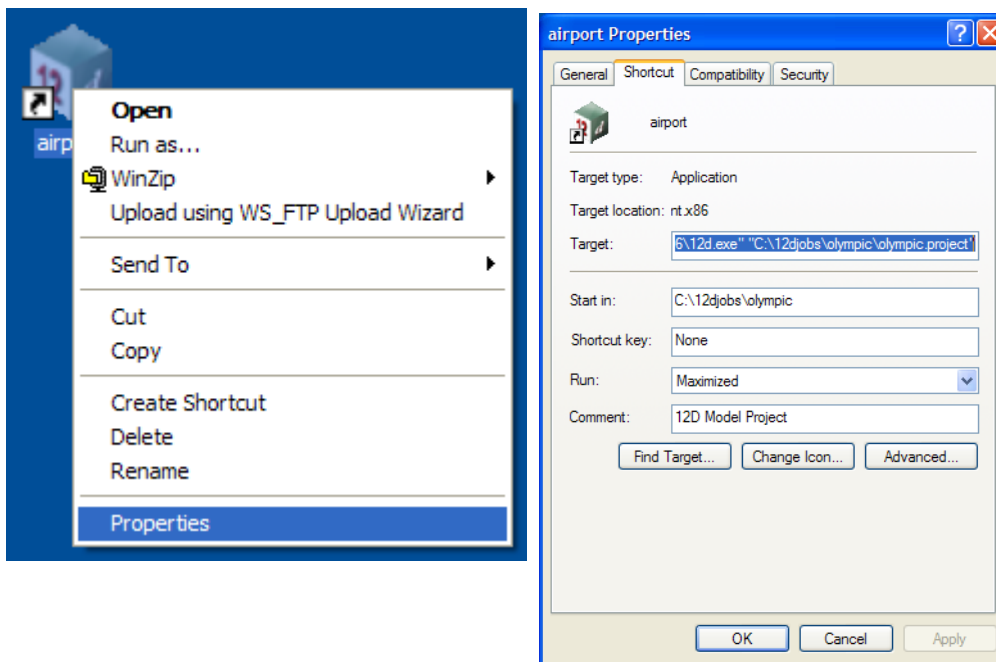 12 d
airp
Open
Run as...
WinZip
Upload using WS_FTP Upload Wizard
Send To
Cut
Copy
Create Shortcut
Delete
Rename
Properties
airport Properties
General Shortcut Compatibility Security
12 d
airport
Target type: Application
Target location: nt.x86
Target: 6\12d.exe" "C:\12djobs\olympic\olympic.project"
Start in: C:\12djobs\olympic
Shortcut key: None
Run: Maximized
Comment: 12D Model Project
Find Target... Change Icon... Advanced...
OK Cancel Apply